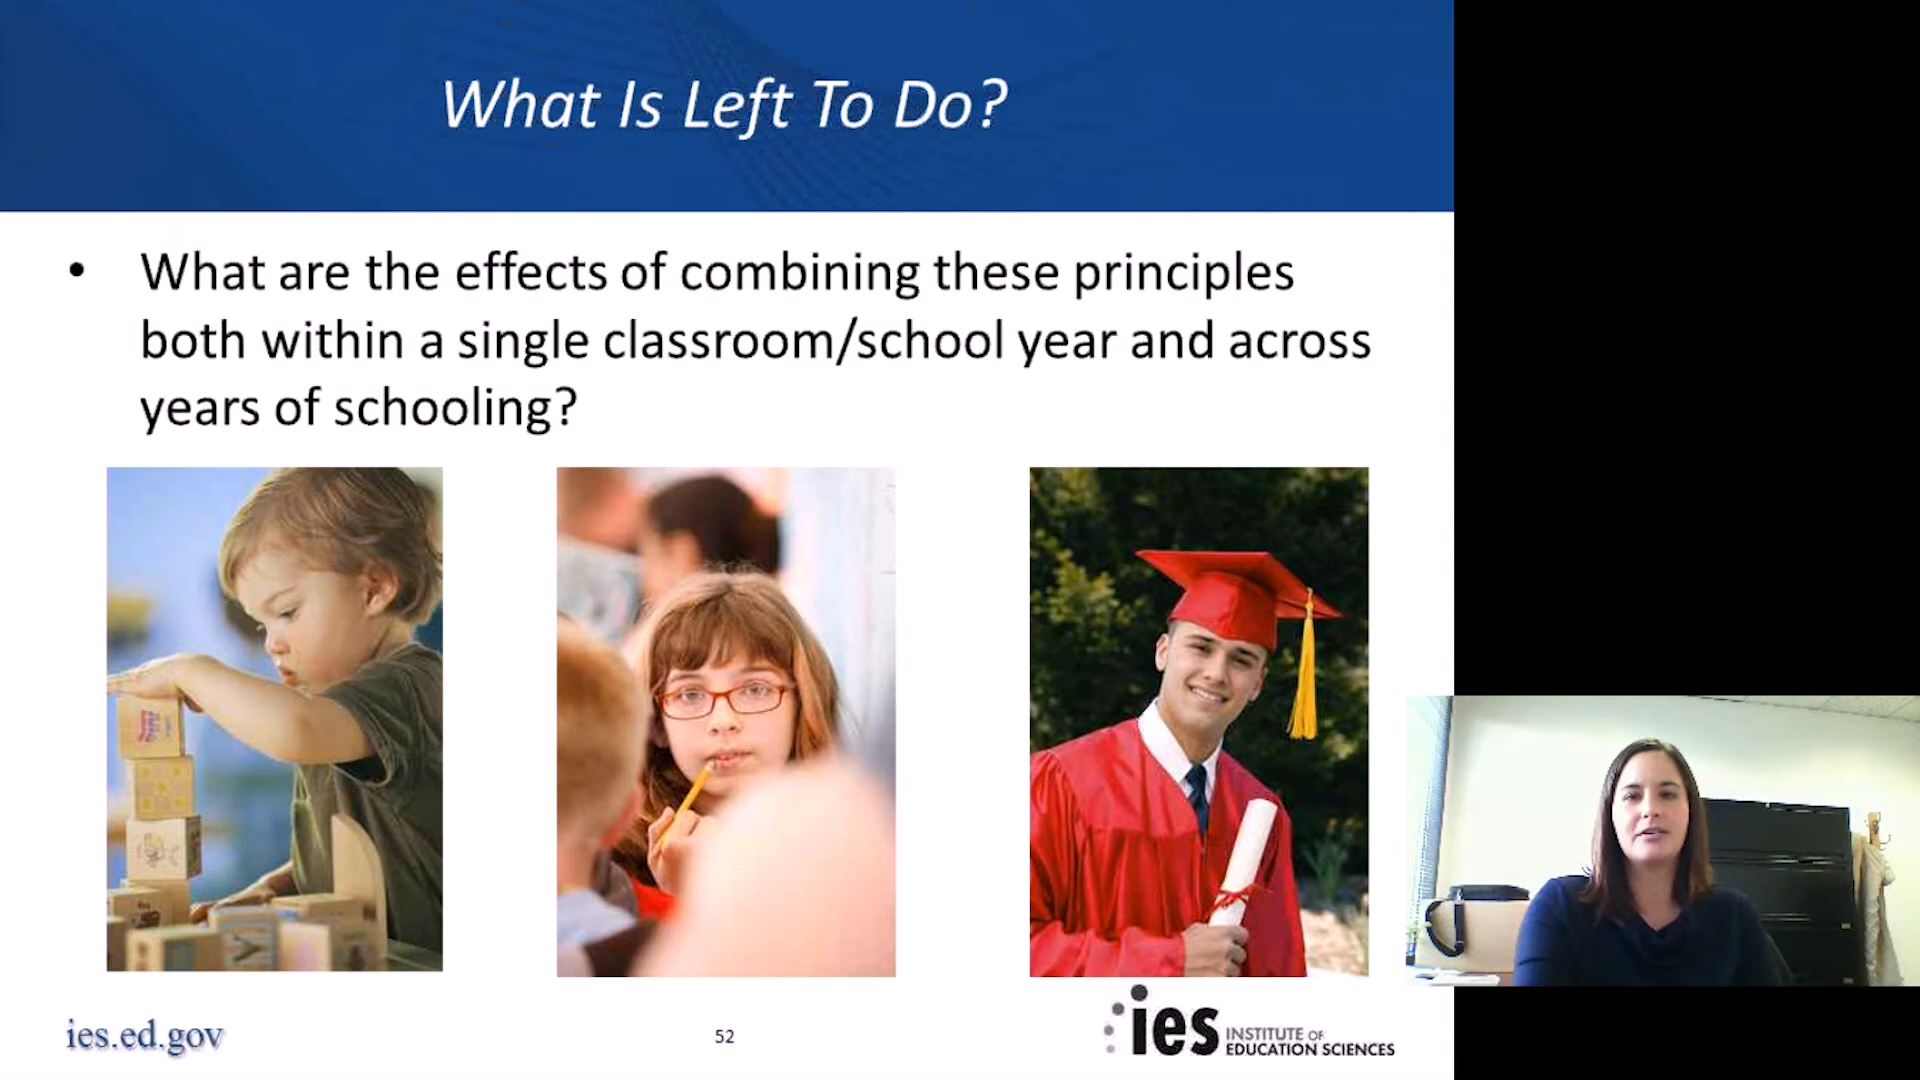 What Is Left To Do?
• What are the effects of combining these principles
both within a single classroom/school year and across
years of schooling?
ies.ed.gov
52
ies INSTITUTE OF
EDUCATION SCIENCES